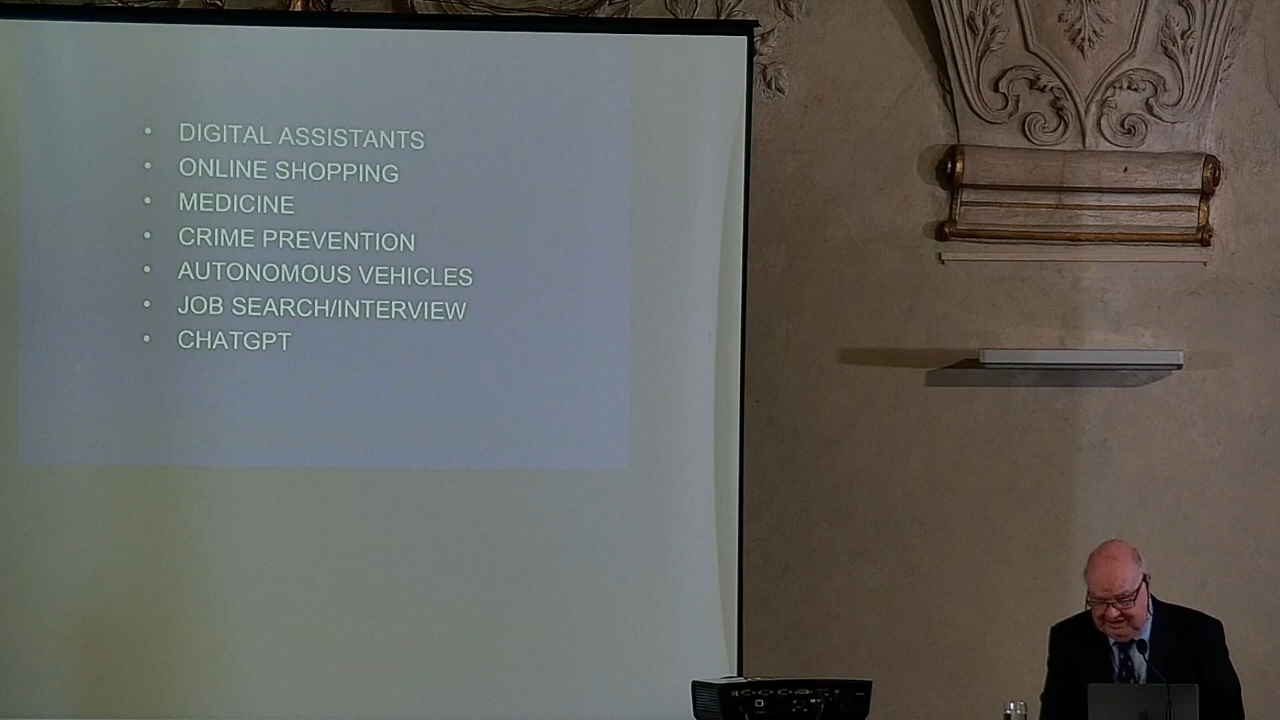 • DIGITAL ASSISTANTS
• ONLINE SHOPPING
• MEDICINE
• CRIME PREVENTION
• AUTONOMOUS VEHICLES
• JOB SEARCH/INTERVIEW
• CHATGPT